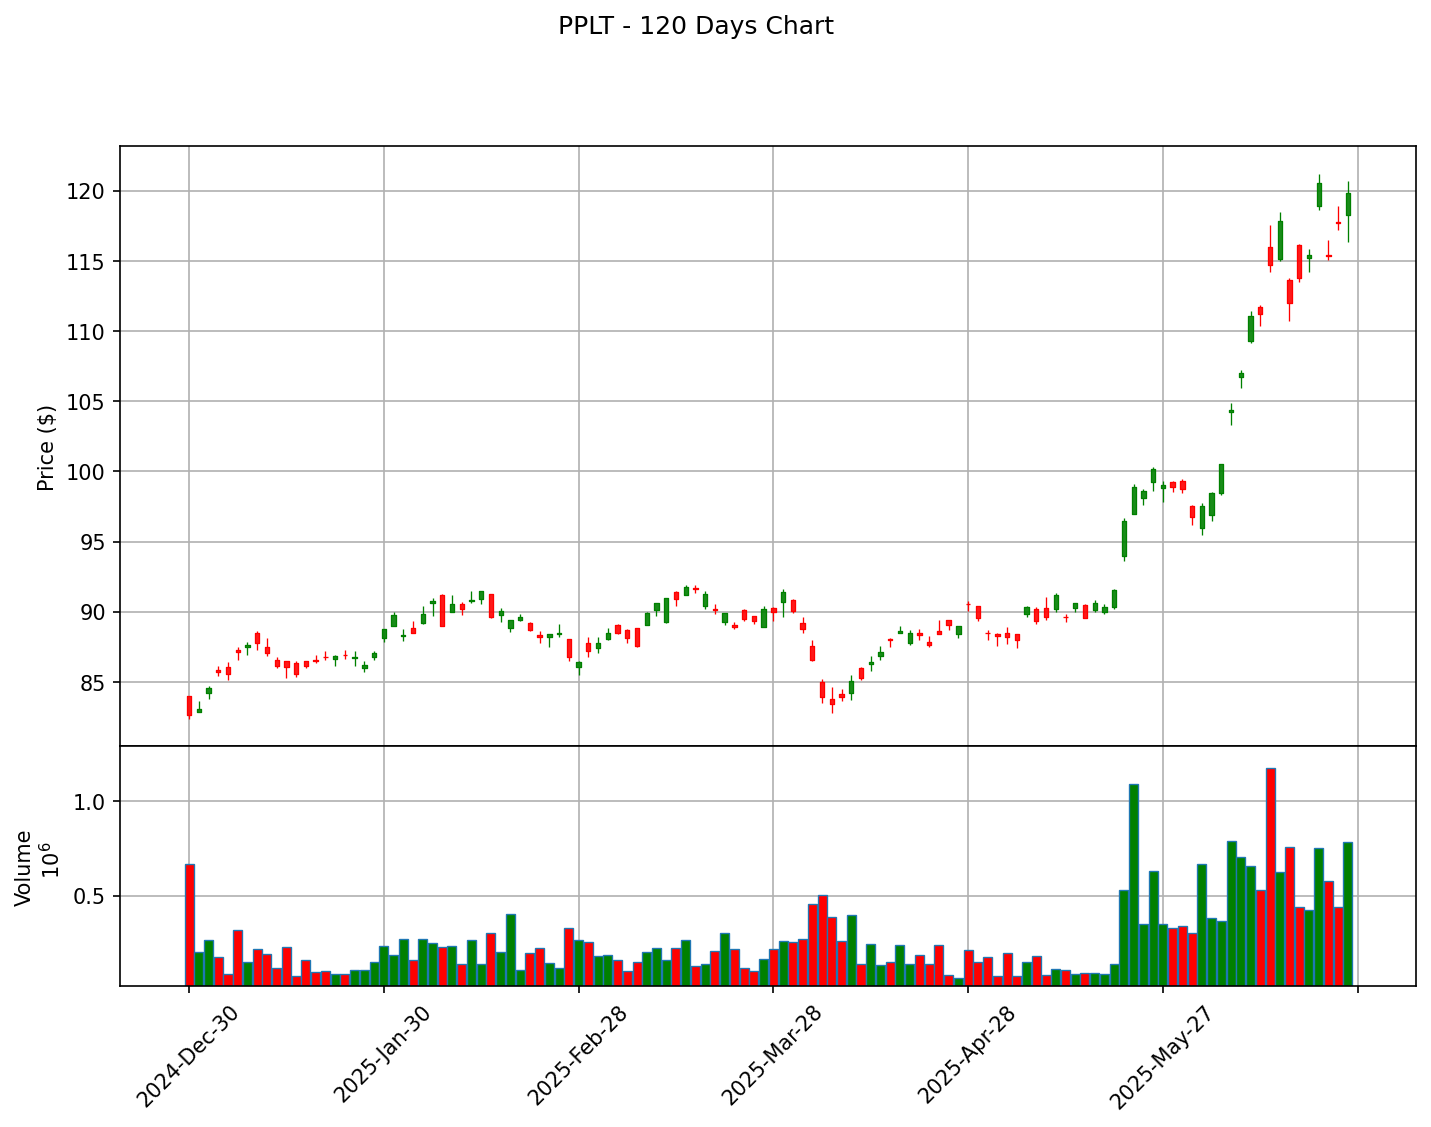 PPLT - 120 Days Chart
Price ($)
120
115
110
105
100
95
90
85
Volume
10⁶
1.0
0.5
2024-Dec-30
2025-Jan-30
2025-Feb-28
2025-Mar-28
2025-Apr-28
2025-May-27